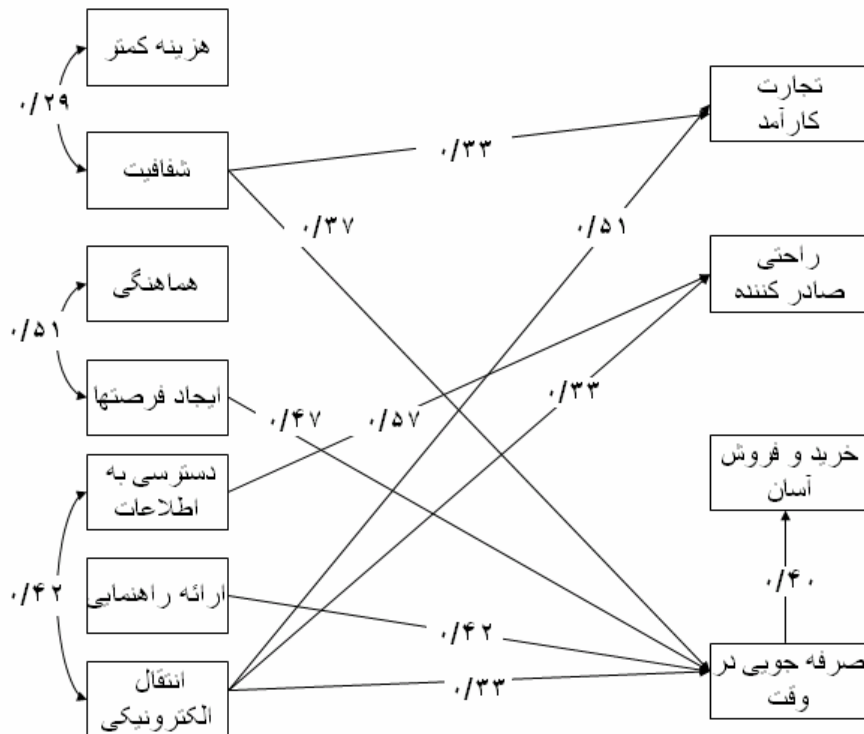 هزینه کمتر
۰/۲۹
شفافیت
هماهنگی
۰/۵۱
ایجاد فرصتها
دسترسی به
اطلاعات
۰/۴۲
ارائه راهنمایی
انتقال
الکترونیکی
۰/۳۳
۰/۳۷
۰/۵۱
۰/۳۳
۰/۴۷
۰/۵۷
۰/۴۲
۰/۳۳
تجارت
کارآمد
راحتی
صادر کننده
خرید و فروش
آسان
۰/۴۰
صرفه جویی در
وقت